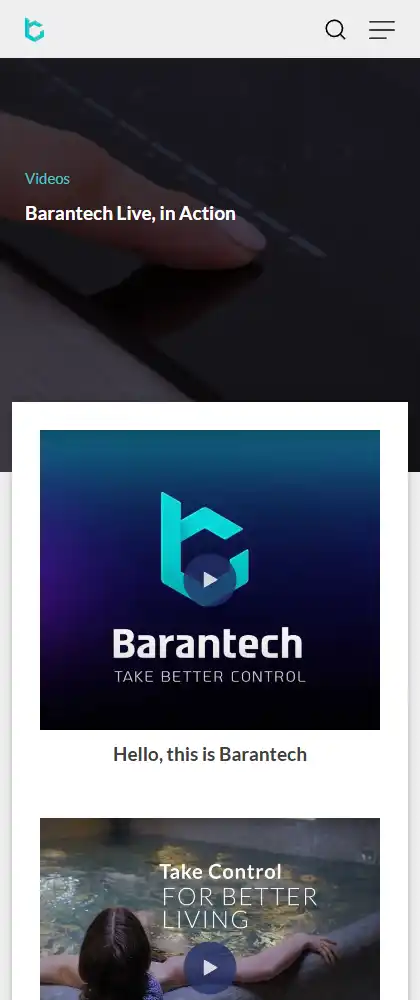 Videos
Barantech Live, in Action
Barantech
TAKE BETTER CONTROL
Hello, this is Barantech
Take Control
FOR BETTER
LIVING